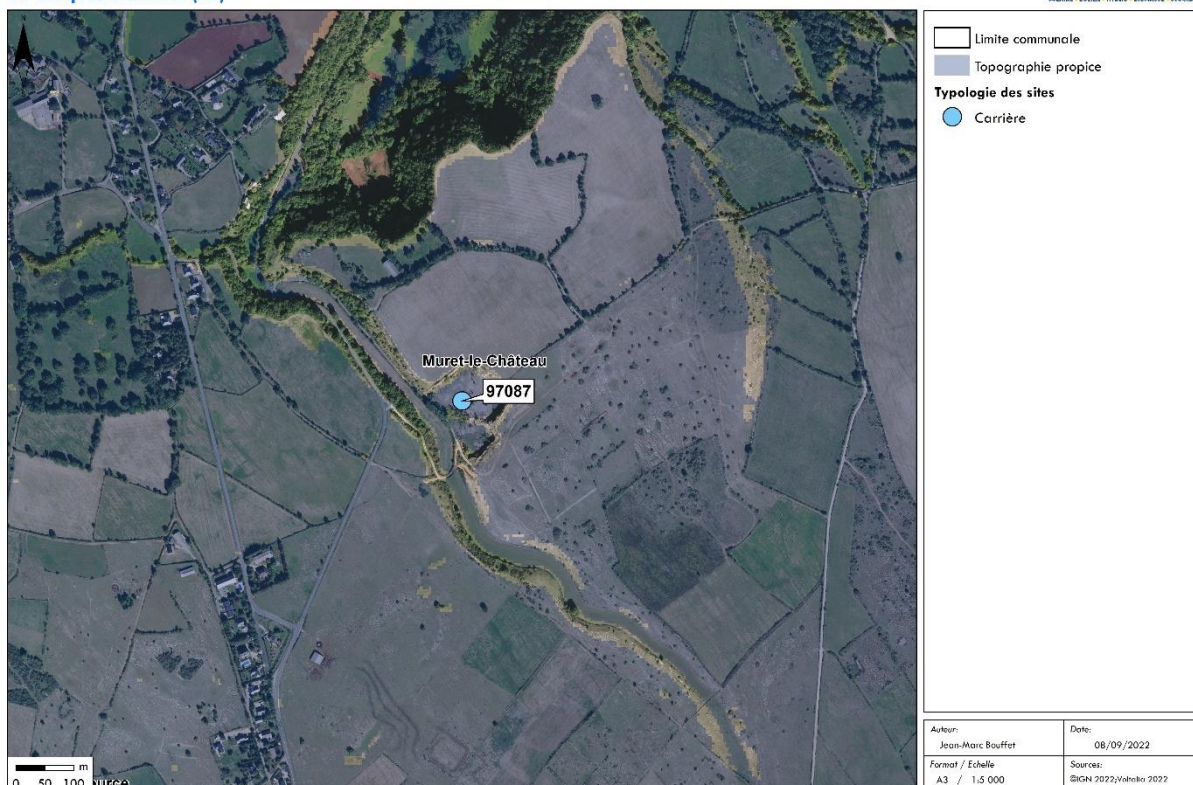 Limite communale
Topographie propice
Typologie des sites
Carrière
Muret-le-Château
97087
m
0 50 100
Auteur:
Jean-Marc Bouffet
Date:
08/09/2022
Format / Echelle
A3 / 1:5 000
Sources:
©IGN 2022;Voltalia 2022